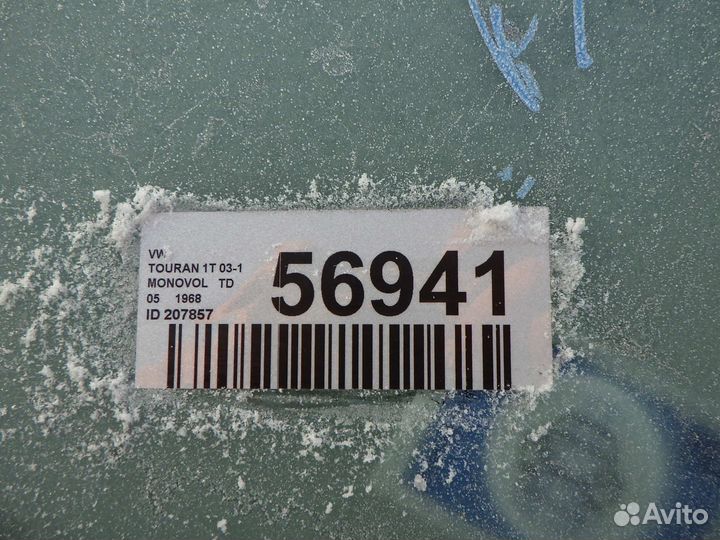 VW
TOURAN 1T 03-1
MONOVOL TD
05 1968
ID 207857
56941
Avito